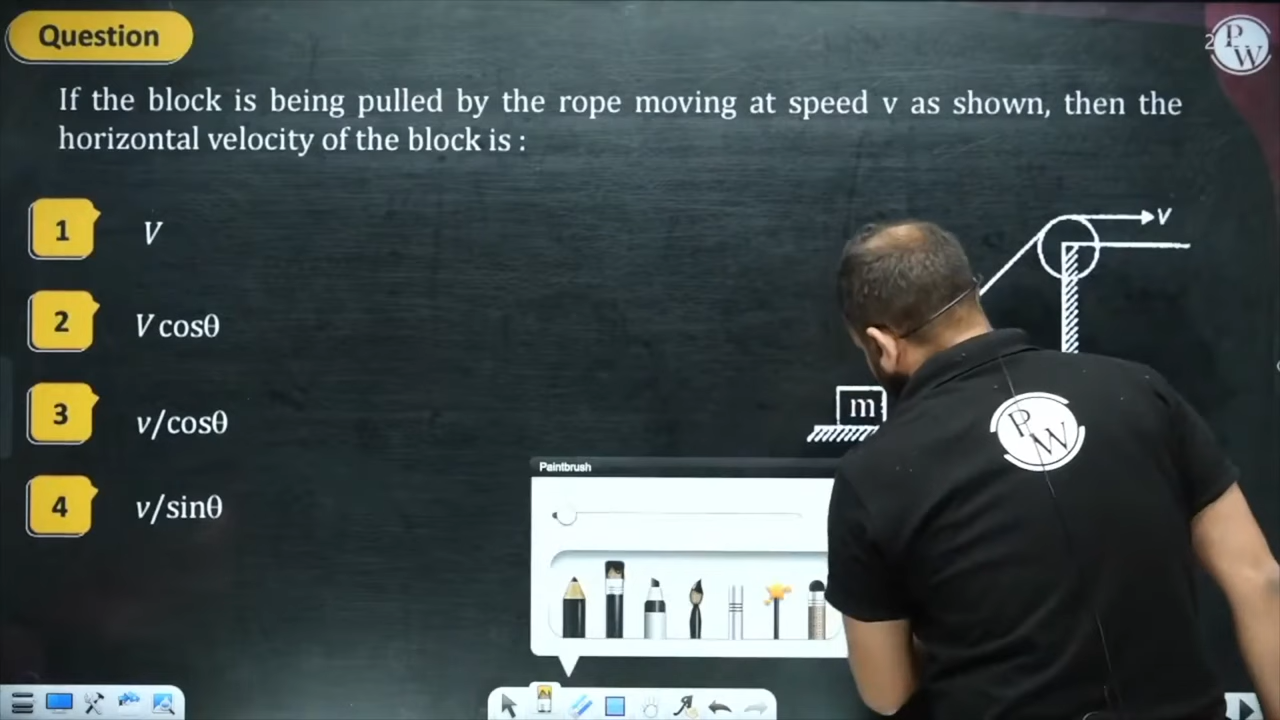 Question
2
PW
If the block is being pulled by the rope moving at speed v as shown, then the
horizontal velocity of the block is :
1 V
2 V cosθ
3 v/cosθ
4 v/sinθ
V
m
PW
Paintbrush